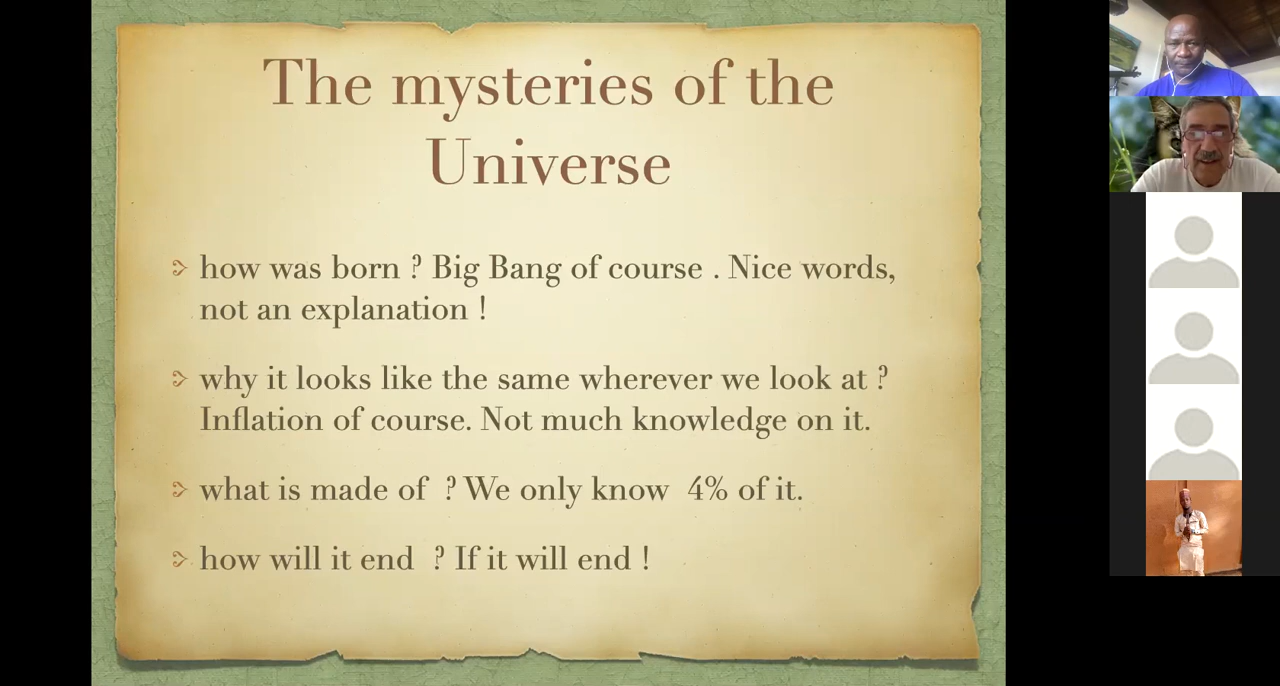 The mysteries of the
Universe
how was born ? Big Bang of course . Nice words,
not an explanation !
why it looks like the same wherever we look at ?
Inflation of course. Not much knowledge on it.
what is made of  ? We only know  4% of it.
how will it end  ? If it will end !